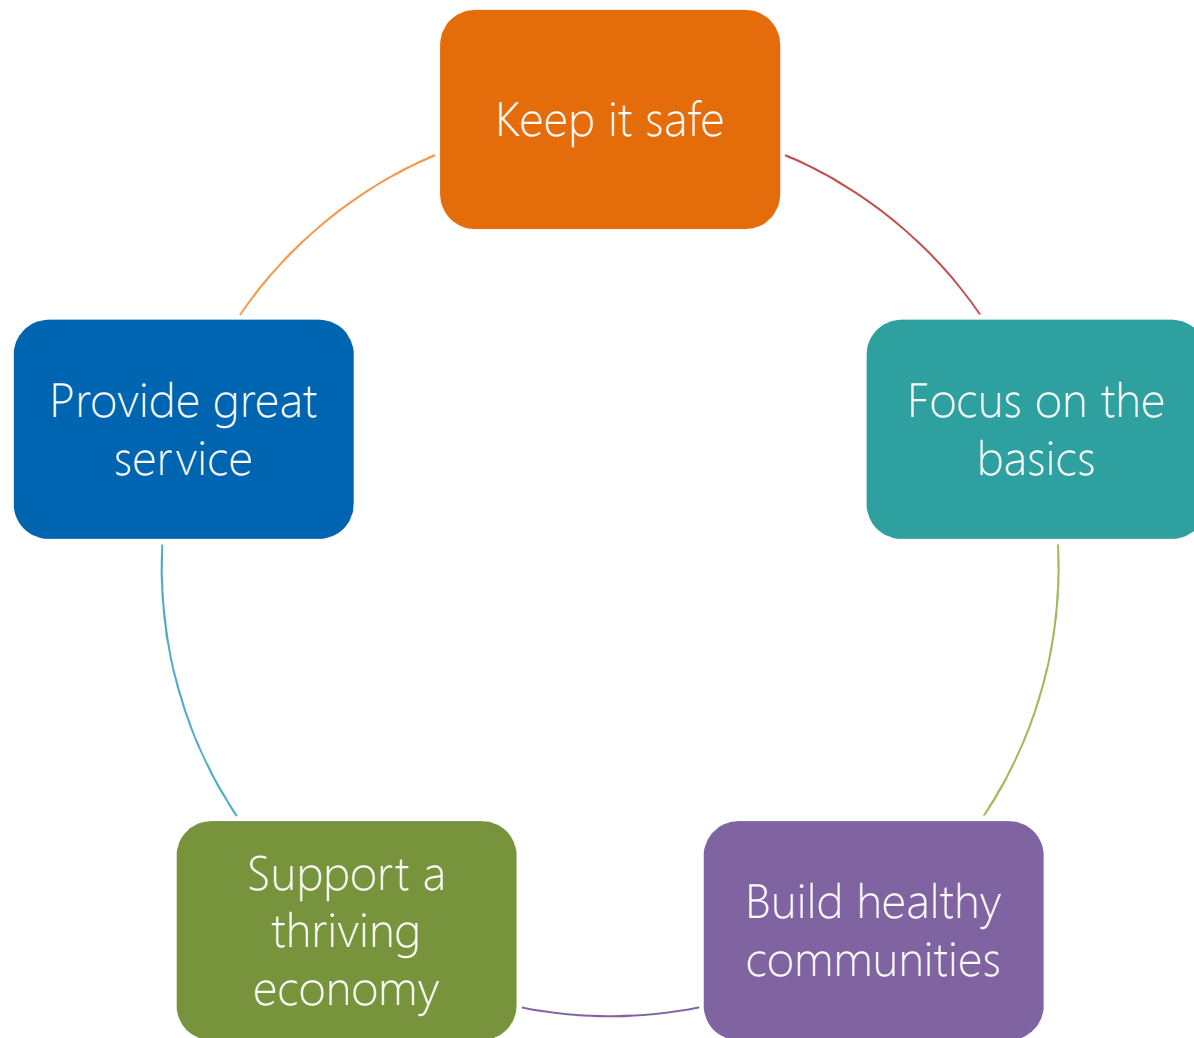 Keep it safe
Focus on the
basics
Build healthy
communities
Support a
thriving
economy
Provide great
service